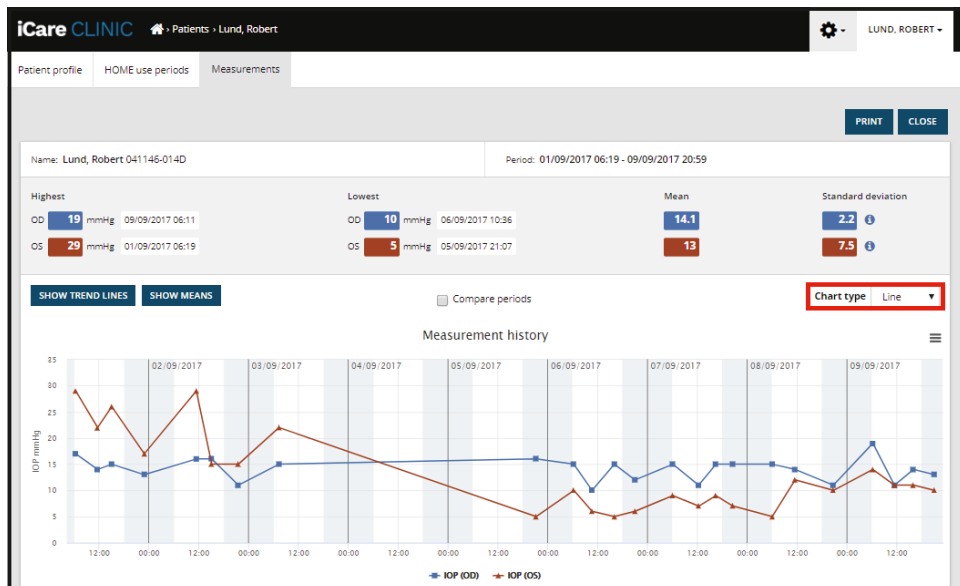 iCare CLINIC › Patients › Lund, Robert LUND, ROBERT
Patient profile HOME use periods Measurements
PRINT CLOSE
Name: Lund, Robert 041146-014D Period: 01/09/2017 06:19 - 09/09/2017 20:59
Highest Lowest Mean Standard deviation
OD 19 mmHg 09/09/2017 06:11 OD 10 mmHg 06/09/2017 10:36 14.1 2.2
OS 29 mmHg 01/09/2017 06:19 OS 5 mmHg 05/09/2017 21:07 13 7.5
SHOW TREND LINES SHOW MEANS Compare periods Chart type Line
Measurement history
35 02/09/2017 03/09/2017 04/09/2017 05/09/2017 06/09/2017 07/09/2017 08/09/2017 09/09/2017
30
25
20
IOP mmHg
15
10
5
0
12:00 00:00 12:00 00:00 12:00 00:00 12:00 00:00 12:00 00:00 12:00 00:00 12:00 00:00 12:00 00:00 12:00
IOP (OD) IOP (OS)